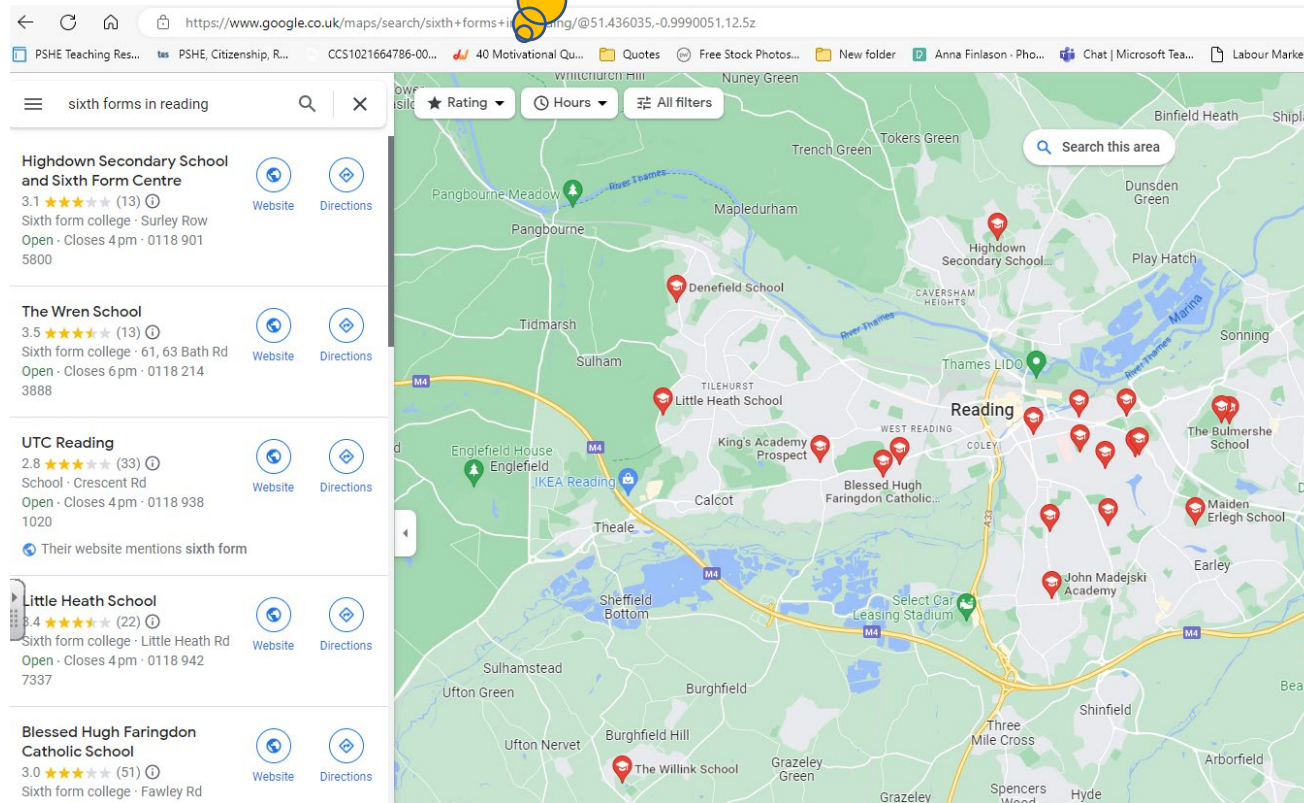 https://www.google.co.uk/maps/search/sixth+forms+i ing/@51.436035,-0.9990051,12.5z
PSHE Teaching Res...
tes PSHE, Citizenship, R...
CCS1021664786-00...
40 Motivational Qu...
Quotes
Free Stock Photos...
New folder
Anna Finlason - Pho...
Chat | Microsoft Tea...
Labour Marke
sixth forms in reading
Rating
Hours
All filters
Search this area
Highdown Secondary School
and Sixth Form Centre
3.1 (13)
Sixth form college · Surley Row
Open · Closes 4 pm · 0118 901
5800
Website
Directions
The Wren School
3.5 (13)
Sixth form college · 61, 63 Bath Rd
Open · Closes 6 pm · 0118 214
3888
Website
Directions
UTC Reading
2.8 (33)
School · Crescent Rd
Open · Closes 4 pm · 0118 938
1020
Website
Directions
Their website mentions sixth form
Little Heath School
3.4 (22)
Sixth form college · Little Heath Rd
Open · Closes 4 pm · 0118 942
7337
Website
Directions
Blessed Hugh Faringdon
Catholic School
3.0 (51)
Sixth form college · Fawley Rd
Website
Directions
Whitchurch Hill
Nuney Green
Binfield Heath
Shipl
Tokers Green
Trench Green
Dunsden
Green
River Thames
Pangbourne Meadow
Mapledurham
Pangbourne
Highdown
Secondary School...
Play Hatch
Denefield School
CAVERSHAM
HEIGHTS
Marina
Tidmarsh
River Thames
Sonning
Sulham
Thames LIDO
River Thames
M4
TILEHURST
Little Heath School
Reading
WEST READING
COLEY
The Bulmershe
School
King's Academy
Prospect
Englefield House
Englefield
M4
IKEA Reading
Blessed Hugh
Faringdon Catholic...
Calcot
Maiden
Erlegh School
A33
Theale
Earley
M4
John Madejski
Academy
Sheffield
Bottom
Select Car
Leasing Stadium
M4
M4
Sulhamstead
Ufton Green
Burghfield
Bea
Shinfield
Three
Mile Cross
Burghfield Hill
Ufton Nervet
Arborfield
The Willink School
Grazeley
Green
Spencers
Wood
Hyde
Grazeley